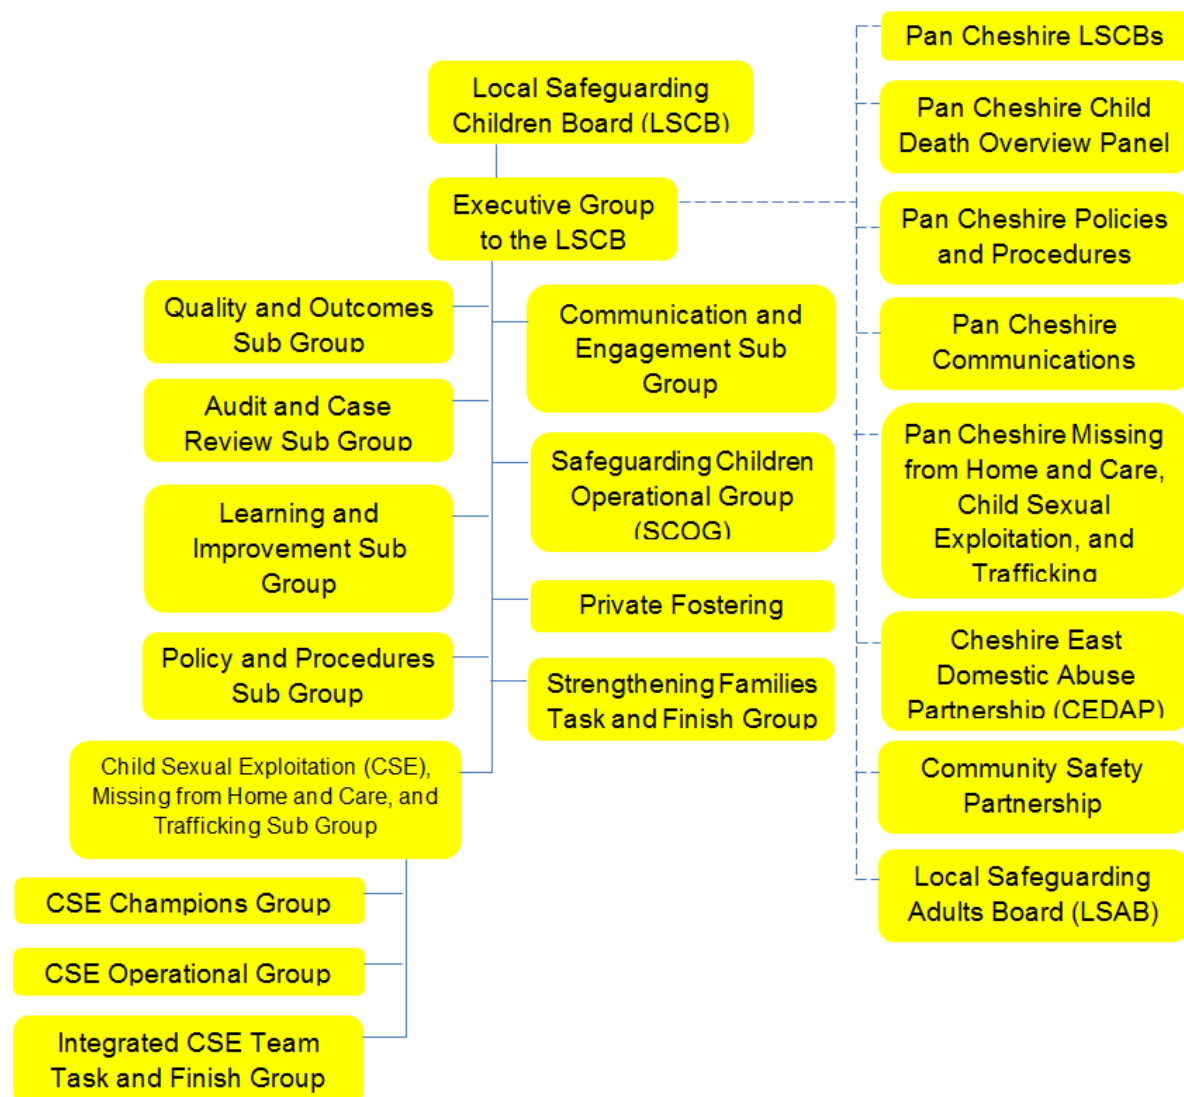 Local Safeguarding
Children Board (LSCB)
Executive Group
to the LSCB
Quality and Outcomes
Sub Group
Audit and Case
Review Sub Group
Learning and
Improvement Sub
Group
Policy and Procedures
Sub Group
Child Sexual Exploitation (CSE),
Missing from Home and Care, and
Trafficking Sub Group
CSE Champions Group
CSE Operational Group
Integrated CSE Team
Task and Finish Group
Communication and
Engagement Sub
Group
Safeguarding Children
Operational Group
(SCOG)
Private Fostering
Strengthening Families
Task and Finish Group
Pan Cheshire LSCBs
Pan Cheshire Child
Death Overview Panel
Pan Cheshire Policies
and Procedures
Pan Cheshire
Communications
Pan Cheshire Missing
from Home and Care,
Child Sexual
Exploitation, and
Trafficking
Cheshire East
Domestic Abuse
Partnership (CEDAP)
Community Safety
Partnership
Local Safeguarding
Adults Board (LSAB)